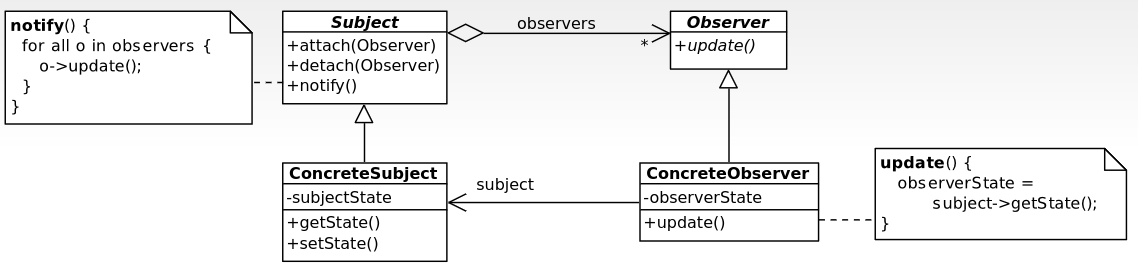 notify() {
for all o in observers {
o->update();
}
}
Subject
+attach(Observer)
+detach(Observer)
+notify()
observers
*
Observer
+update()
ConcreteSubject
-subjectState
+getState()
+setState()
subject
ConcreteObserver
-observerState
+update()
update() {
observerState =
subject->getState();
}